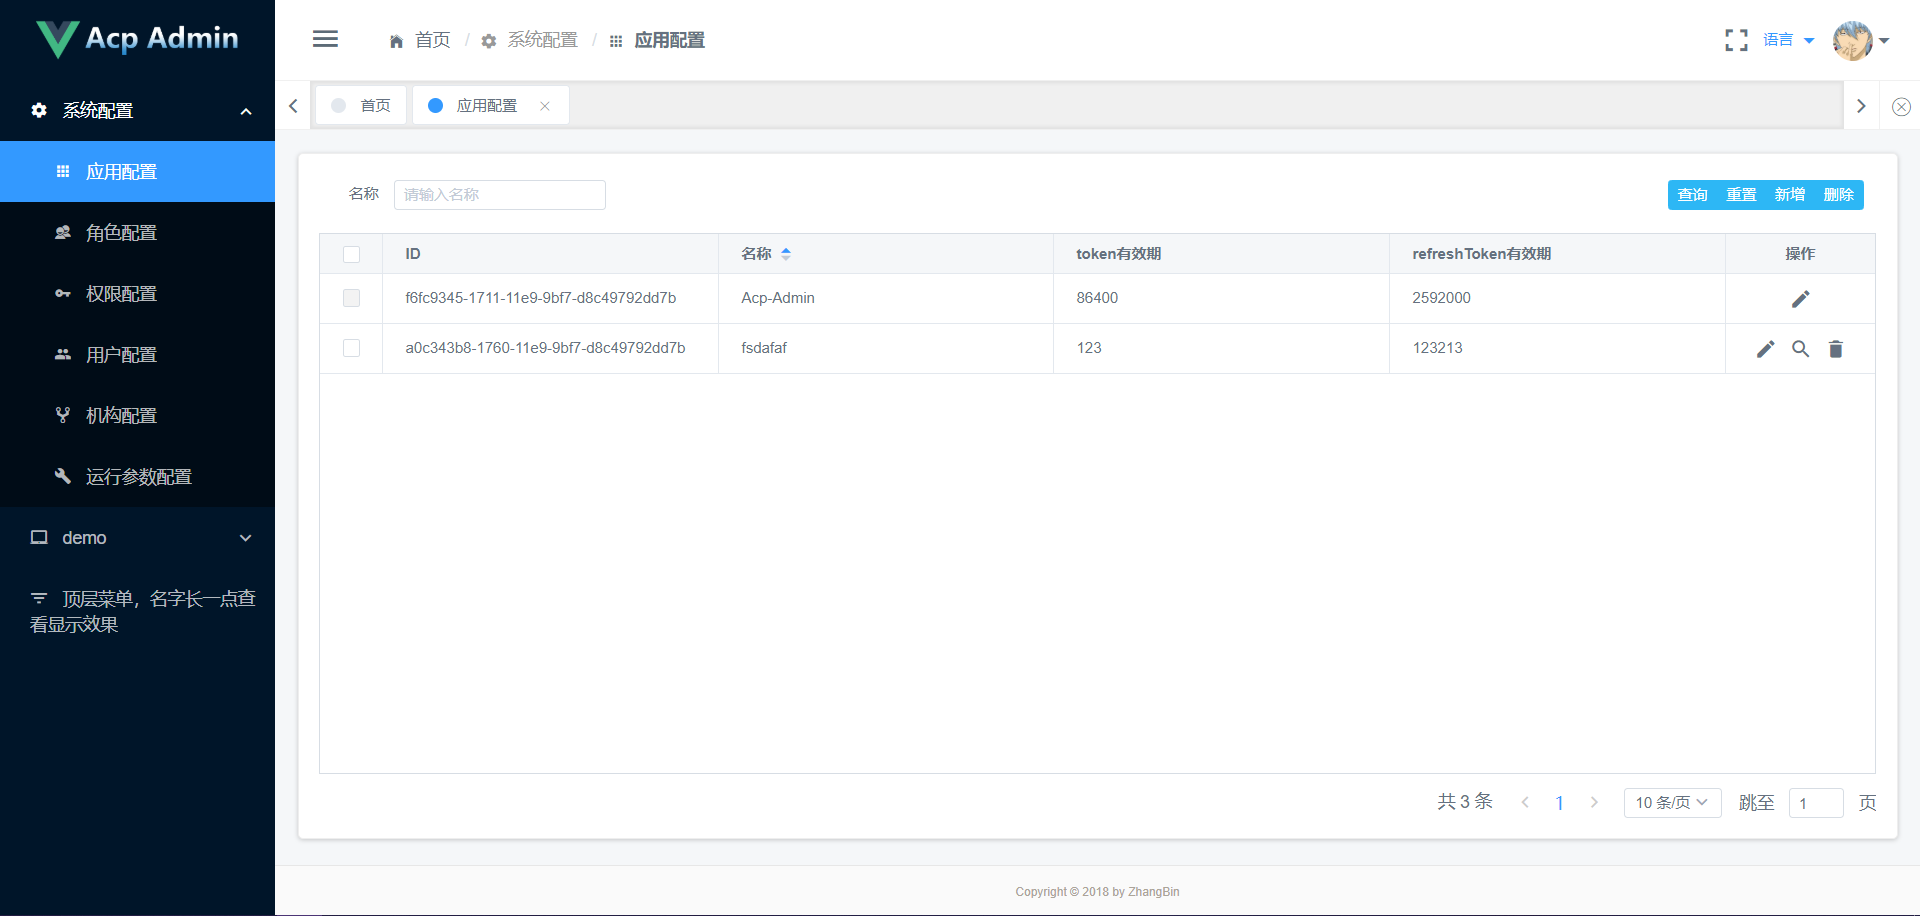 Acp Admin
系统配置
应用配置
角色配置
权限配置
用户配置
机构配置
运行参数配置
demo
顶层菜单，名字长一点查
看显示效果
首页 / 系统配置 / 应用配置
语言
首页 应用配置
名称 请输入名称 查询 重置 新增 删除
ID 名称 token有效期 refreshToken有效期 操作
f6fc9345-1711-11e9-9bf7-d8c49792dd7b Acp-Admin 86400 2592000
a0c343b8-1760-11e9-9bf7-d8c49792dd7b fsdafaf 123 123213
共 3 条 1 10 条/页 跳至 1 页
Copyright © 2018 by ZhangBin